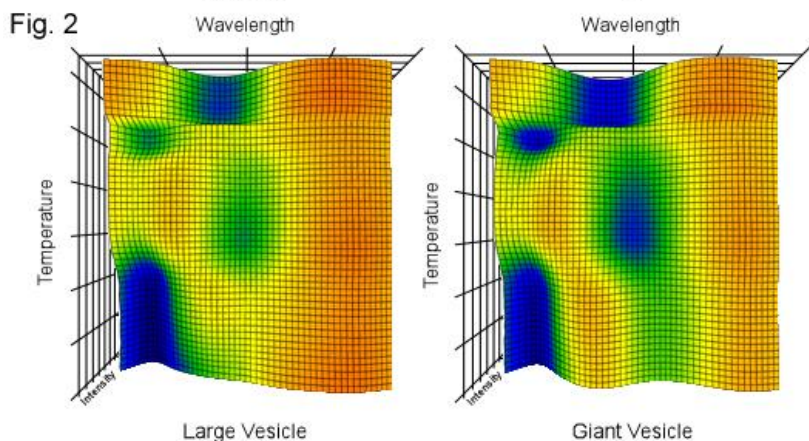 Fig. 2
Wavelength
Temperature
Intensity
Large Vesicle
Wavelength
Temperature
Intensity
Giant Vesicle